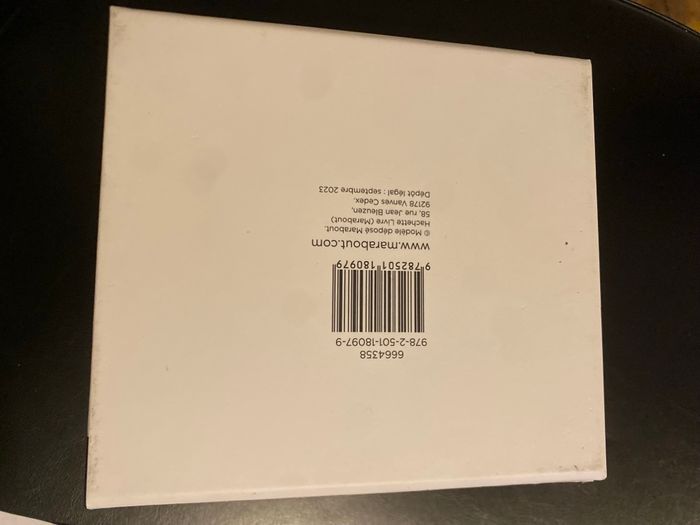 6664358
978-2-501-18097-9
9 782501 180979
www.marabout.com
© Modèle déposé Marabout.
Hachette Livre (Marabout)
58, rue Jean Bleuzen,
92178 Vanves Cedex.
Dépôt légal : septembre 2023